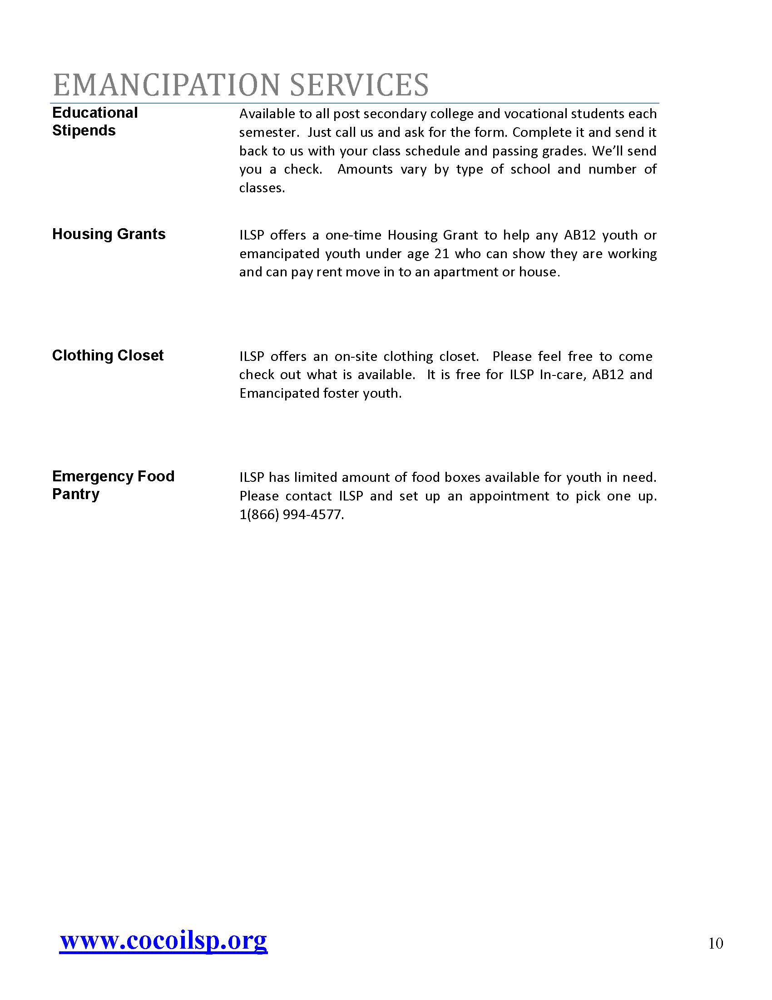 EMANCIPATION SERVICES
Educational
Stipends
Available to all post secondary college and vocational students each
semester.  Just call us and ask for the form. Complete it and send it
back to us with your class schedule and passing grades. We’ll send
you a check.  Amounts vary by type of school and number of
classes.
Housing Grants
ILSP offers a one-time Housing Grant to help any AB12 youth or
emancipated youth under age 21 who can show they are working
and can pay rent move in to an apartment or house.
Clothing Closet
ILSP offers an on-site clothing closet.  Please feel free to come
check out what is available.  It is free for ILSP In-care, AB12 and
Emancipated foster youth.
Emergency Food
Pantry
ILSP has limited amount of food boxes available for youth in need.
Please contact ILSP and set up an appointment to pick one up.
1(866) 994-4577.
www.cocoilsp.org
10